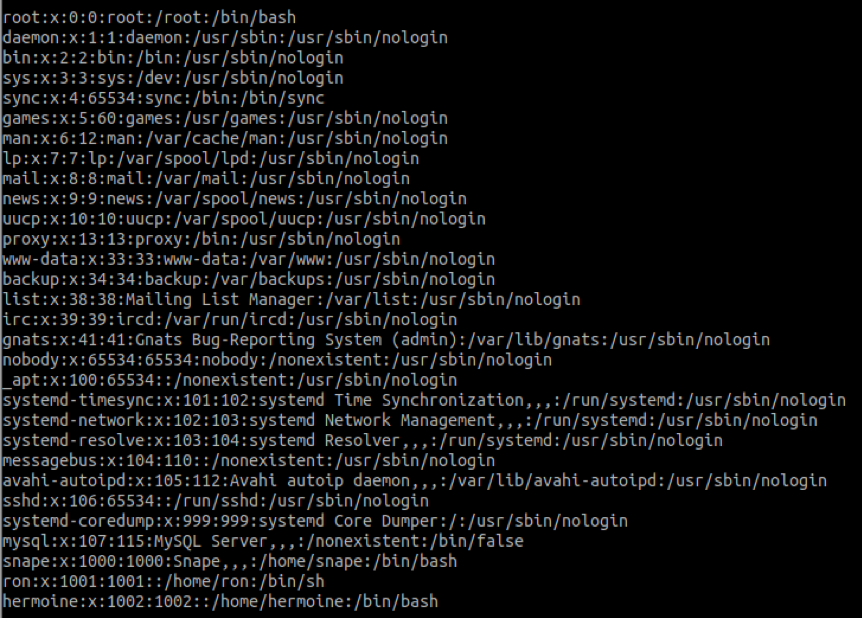 root:x:0:0:root:/root:/bin/bash
daemon:x:1:1:daemon:/usr/sbin:/usr/sbin/nologin
bin:x:2:2:bin:/bin:/usr/sbin/nologin
sys:x:3:3:sys:/dev:/usr/sbin/nologin
sync:x:4:65534:sync:/bin:/bin/sync
games:x:5:60:games:/usr/games:/usr/sbin/nologin
man:x:6:12:man:/var/cache/man:/usr/sbin/nologin
lp:x:7:7:lp:/var/spool/lpd:/usr/sbin/nologin
mail:x:8:8:mail:/var/mail:/usr/sbin/nologin
news:x:9:9:news:/var/spool/news:/usr/sbin/nologin
uucp:x:10:10:uucp:/var/spool/uucp:/usr/sbin/nologin
proxy:x:13:13:proxy:/bin:/usr/sbin/nologin
www-data:x:33:33:www-data:/var/www:/usr/sbin/nologin
backup:x:34:34:backup:/var/backups:/usr/sbin/nologin
list:x:38:38:Mailing List Manager:/var/list:/usr/sbin/nologin
irc:x:39:39:ircd:/var/run/ircd:/usr/sbin/nologin
gnats:x:41:41:Gnats Bug-Reporting System (admin):/var/lib/gnats:/usr/sbin/nologin
nobody:x:65534:65534:nobody:/nonexistent:/usr/sbin/nologin
_apt:x:100:65534::/nonexistent:/usr/sbin/nologin
systemd-timesync:x:101:102:systemd Time Synchronization,,,:/run/systemd:/usr/sbin/nologin
systemd-network:x:102:103:systemd Network Management,,,:/run/systemd:/usr/sbin/nologin
systemd-resolve:x:103:104:systemd Resolver,,,:/run/systemd:/usr/sbin/nologin
messagebus:x:104:110::/nonexistent:/usr/sbin/nologin
avahi-autoipd:x:105:112:Avahi autoip daemon,,,:/var/lib/avahi-autoipd:/usr/sbin/nologin
sshd:x:106:65534::/run/sshd:/usr/sbin/nologin
systemd-coredump:x:999:999:systemd Core Dumper:/:/usr/sbin/nologin
mysql:x:107:115:MySQL Server,,,:/nonexistent:/bin/false
snape:x:1000:1000:Snape,,,:/home/snape:/bin/bash
ron:x:1001:1001::/home/ron:/bin/sh
hermoine:x:1002:1002::/home/hermoine:/bin/bash